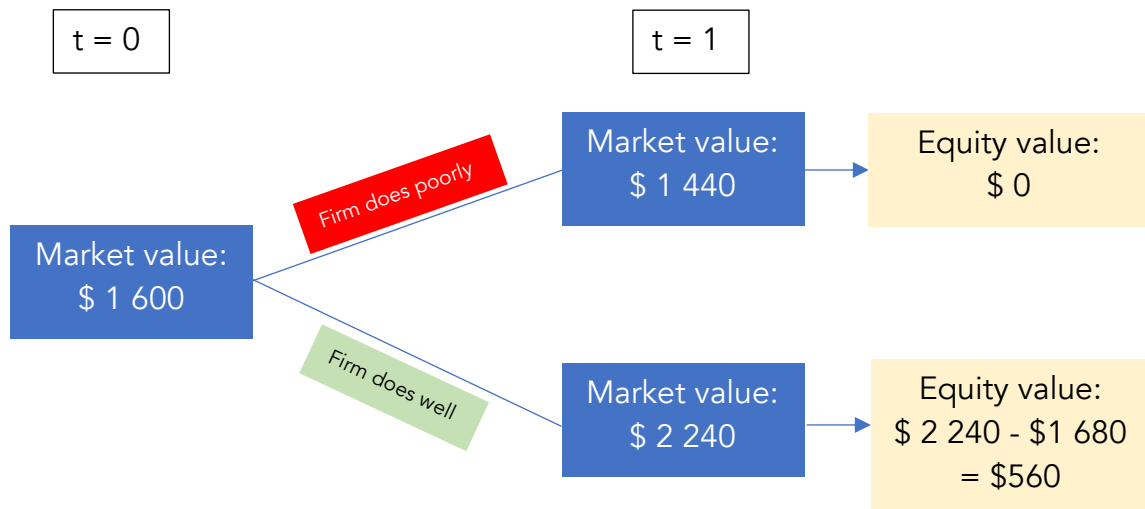 t = 0
t = 1
Market value:
$ 1 440
Equity value:
$ 0
Firm does poorly
Market value:
$ 1 600
Firm does well
Market value:
$ 2 240
Equity value:
$ 2 240 - $1 680
= $560